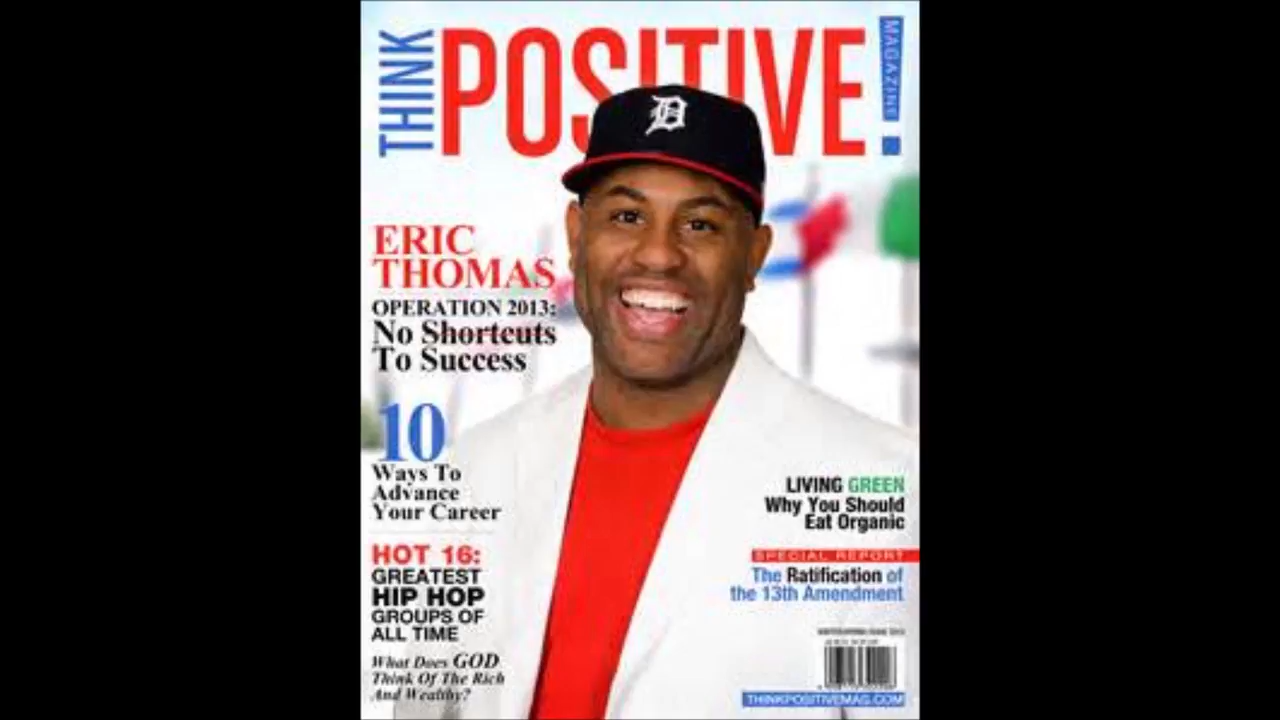 THINK
POSITIVE!
MAGAZINE
D
ERIC
THOMAS
OPERATION 2013:
No Shortcuts
To Success
10
Ways To
Advance
Your Career
HOT 16:
GREATEST
HIP HOP
GROUPS OF
ALL TIME
What Does GOD
Think Of The Rich
And Wealthy?
LIVING GREEN
Why You Should
Eat Organic
SPECIAL REPORT
The Ratification of
the 13th Amendment
THINKPOSITIVEMAG.COM